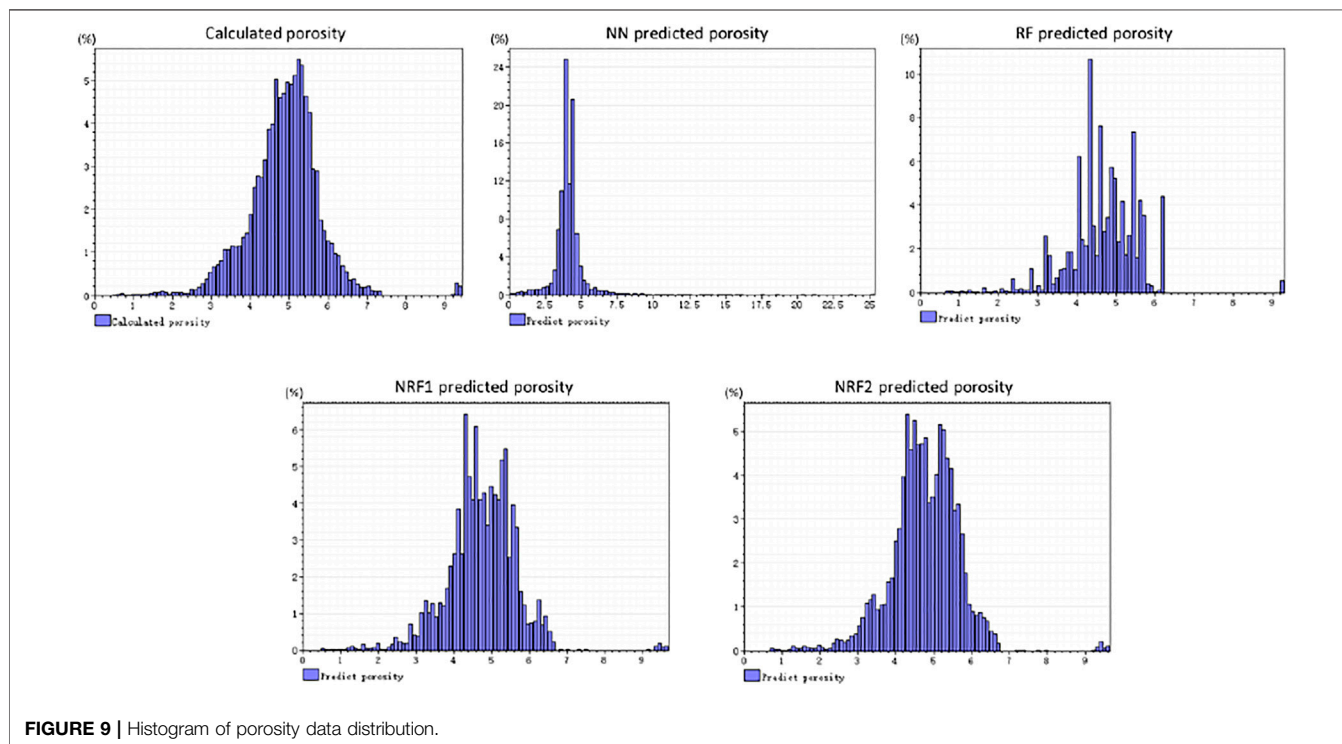 Calculated porosity
(%)
5
4
3
2
1
0
0 1 2 3 4 5 6 7 8 9
Calculated porosity
NN predicted porosity
(%)
24
20
16
12
8
4
0
0 2.5 5 7.5 10 12.5 15 17.5 20 22.5 25
Predict porosity
RF predicted porosity
(%)
10
8
6
4
2
0
0 1 2 3 4 5 6 7 8 9
Predict porosity
NRF1 predicted porosity
(%)
6
5
4
3
2
1
0
0 1 2 3 4 5 6 7 8 9
Predict porosity
NRF2 predicted porosity
(%)
5
4
3
2
1
0
0 1 2 3 4 5 6 7 8 9
Predict porosity
FIGURE 9 | Histogram of porosity data distribution.